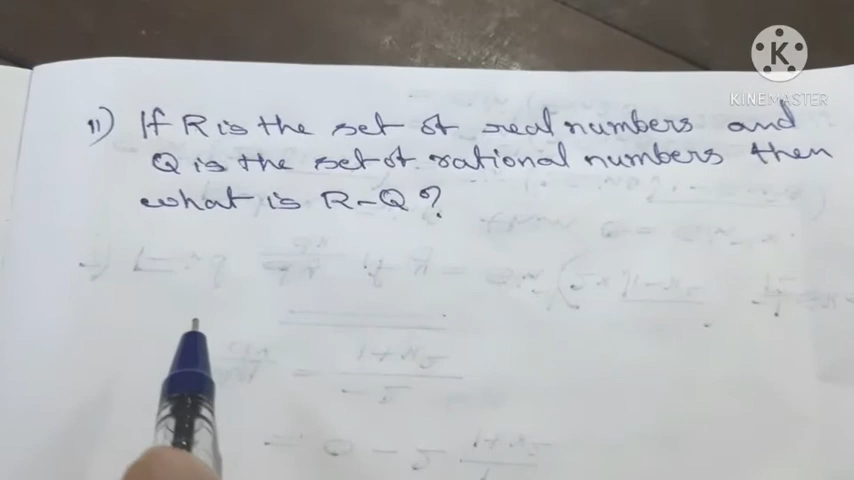 11) If R is the set of real numbers and
Q is the set of rational numbers then
what is R-Q?
K
KINEMASTER